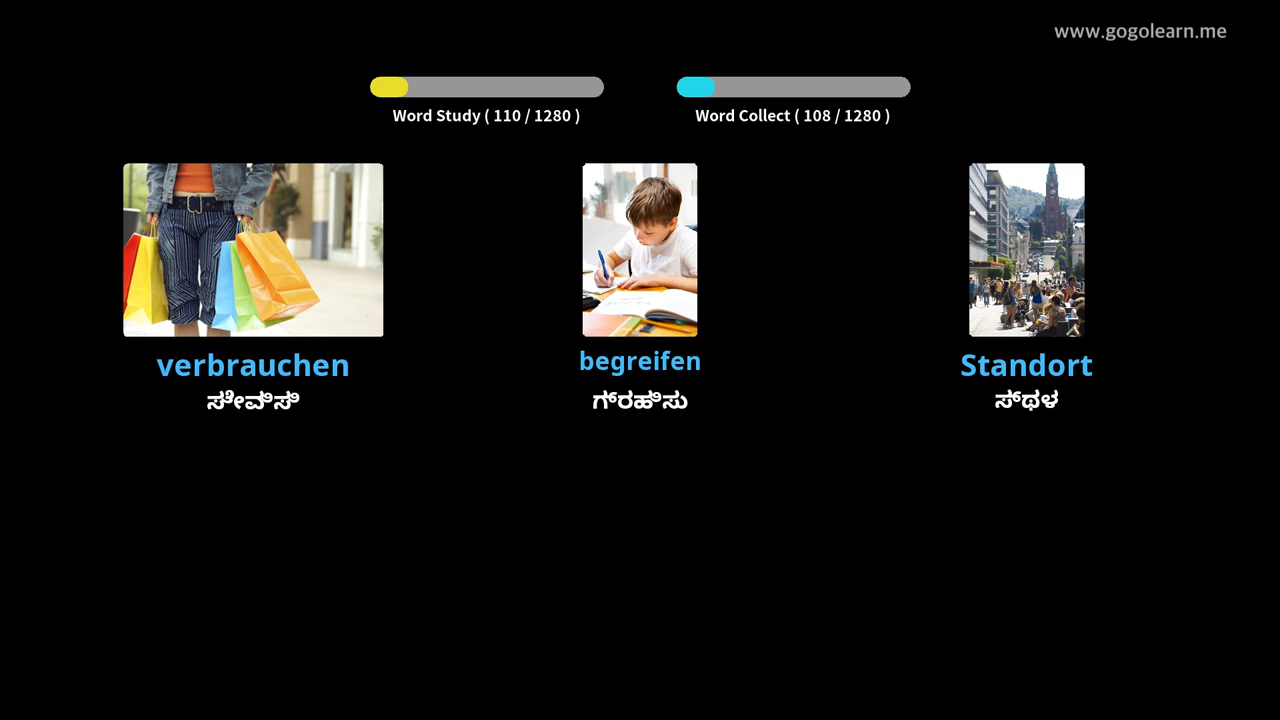 www.gogolearn.me
Word Study ( 110 / 1280 )
Word Collect ( 108 / 1280 )
verbrauchen
begreifen
Standort
ಸೇವಿಸಿ
ಗ್ರಹಿಸು
ಸ್ಥಳ